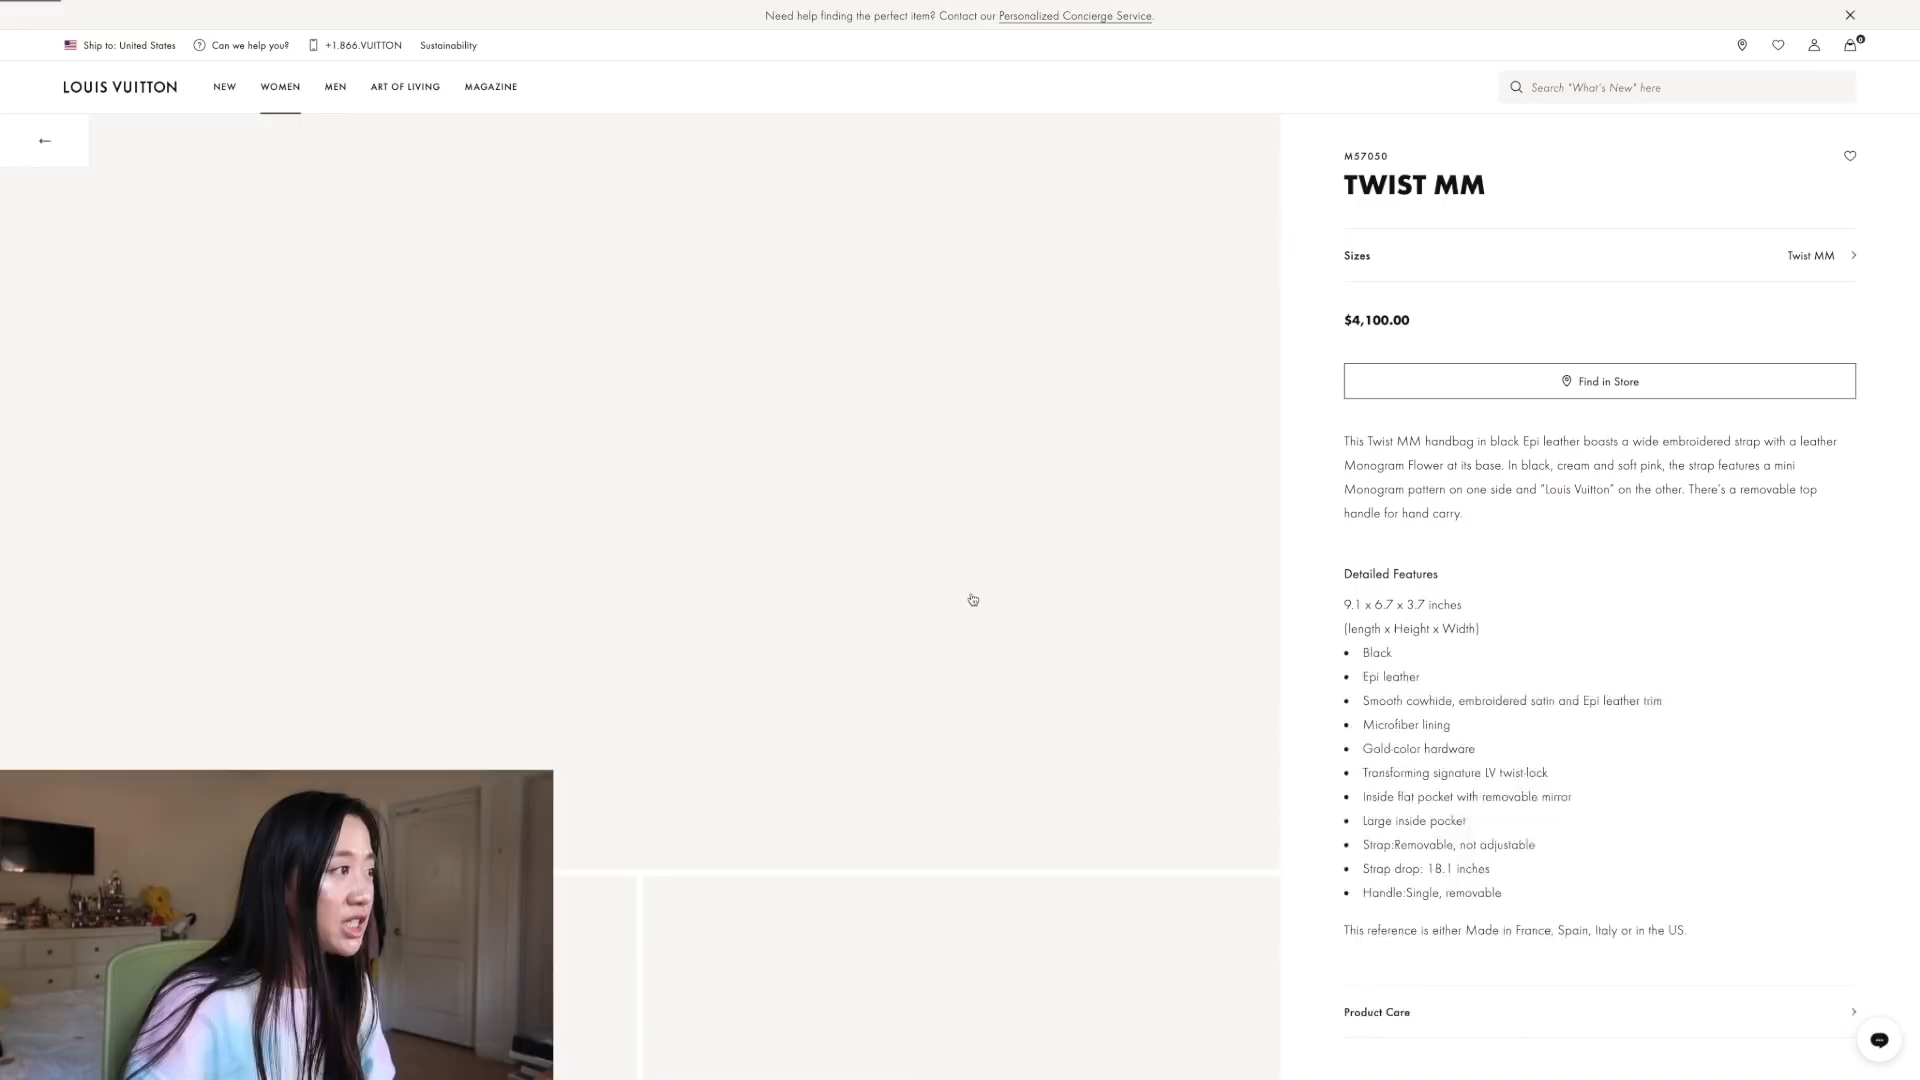 Need help finding the perfect item? Contact our Personalized Concierge Service.
Ship to: United States
Can we help you?
+1.866.VUITTON
Sustainability
0
LOUIS VUITTON
NEW
WOMEN
MEN
ART OF LIVING
MAGAZINE
Search "What's New" here
M57050
TWIST MM
Sizes
Twist MM
$4,100.00
Find in Store
This Twist MM handbag in black Epi leather boasts a wide embroidered strap with a leather
Monogram Flower at its base. In black, cream and soft pink, the strap features a mini
Monogram pattern on one side and “Louis Vuitton” on the other. There’s a removable top
handle for hand carry.
Detailed Features
9.1 x 6.7 x 3.7 inches
(length x Height x Width)
• Black
• Epi leather
• Smooth cowhide, embroidered satin and Epi leather trim
• Microfiber lining
• Gold-color hardware
• Transforming signature LV twist-lock
• Inside flat pocket with removable mirror
• Large inside pocket
• Strap:Removable, not adjustable
• Strap drop: 18.1 inches
• Handle:Single, removable
This reference is either Made in France, Spain, Italy or in the US.
Product Care